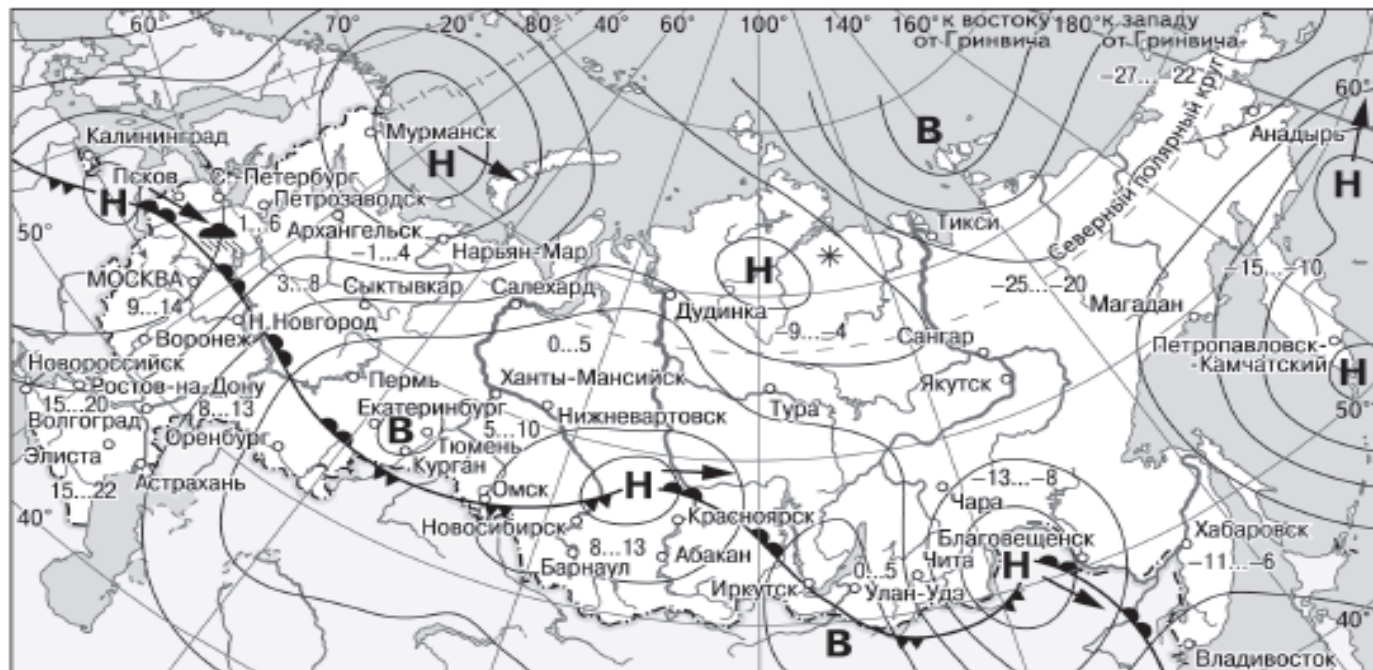 60° 70° 20° 80° 40° 60° 100° 140° 160° к востоку 180° к западу
от Гринвича от Гринвича
–27...–22
60°
Северный полярный круг
Анадырь
Мурманск
В
Калининград
Н
Н
Псков С.-Петербург
Н
Петрозаводск
1...6
Тикси
50°
Архангельск
–1...4
Нарьян-Мар
Н
–15...–10
МОСКВА
3...8
Сыктывкар
Салехард
–25...–20
Магадан
9...14
Дудинка
Н.Новгород
–9...–4
Сангар
Воронеж
0...5
Петропавловск-
-Камчатский
Новороссийск
Пермь
Ханты-Мансийск
Якутск
Н
Ростов-на-Дону
Тура
15...20
8...13
Екатеринбург
Нижневартовск
50°
Волгоград
В
5...10
Оренбург
Тюмень
Элиста
Курган
–13...–8
Астрахань
15...22
Омск
Н
Чара
40°
Новосибирск
Красноярск
Хабаровск
Благовещенск
8...13
Абакан
–11...–6
Барнаул
0...5
Чита
Н
Иркутск
Улан-Удэ
40°
В
Владивосток